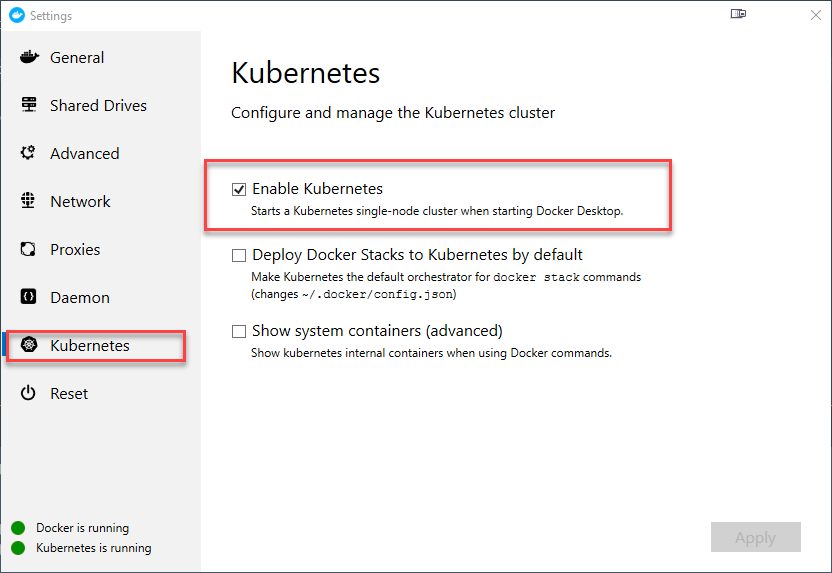 Settings
General
Shared Drives
Advanced
Network
Proxies
Daemon
Kubernetes
Reset
Docker is running
Kubernetes is running
Kubernetes
Configure and manage the Kubernetes cluster
Enable Kubernetes
Starts a Kubernetes single-node cluster when starting Docker Desktop.
Deploy Docker Stacks to Kubernetes by default
Make Kubernetes the default orchestrator for docker stack commands
(changes ~/.docker/config.json)
Show system containers (advanced)
Show kubernetes internal containers when using Docker commands.
Apply